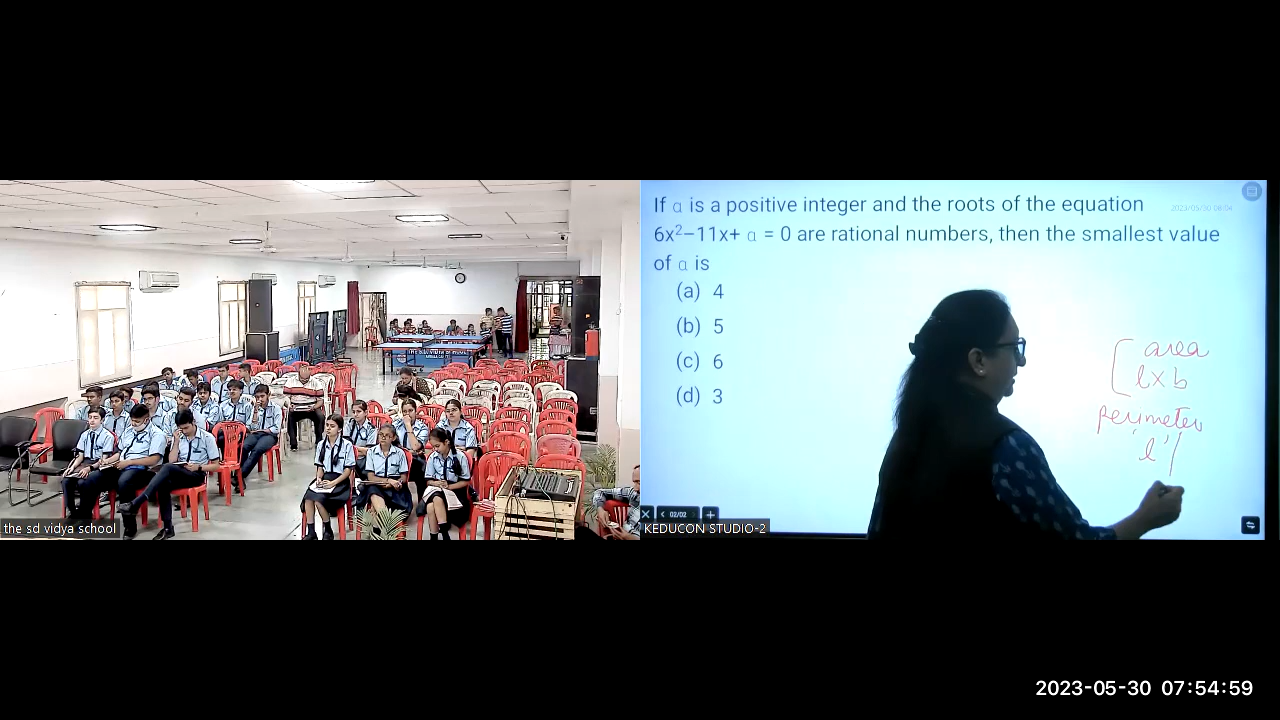 If α is a positive integer and the roots of the equation
6x²−11x+ α = 0 are rational numbers, then the smallest value
of α is
(a) 4
(b) 5
(c) 6
(d) 3
area
l x b
perimeter
'l'
02/02
the sd vidya school
KEDUCON STUDIO-2
2023-05-30 07:54:59